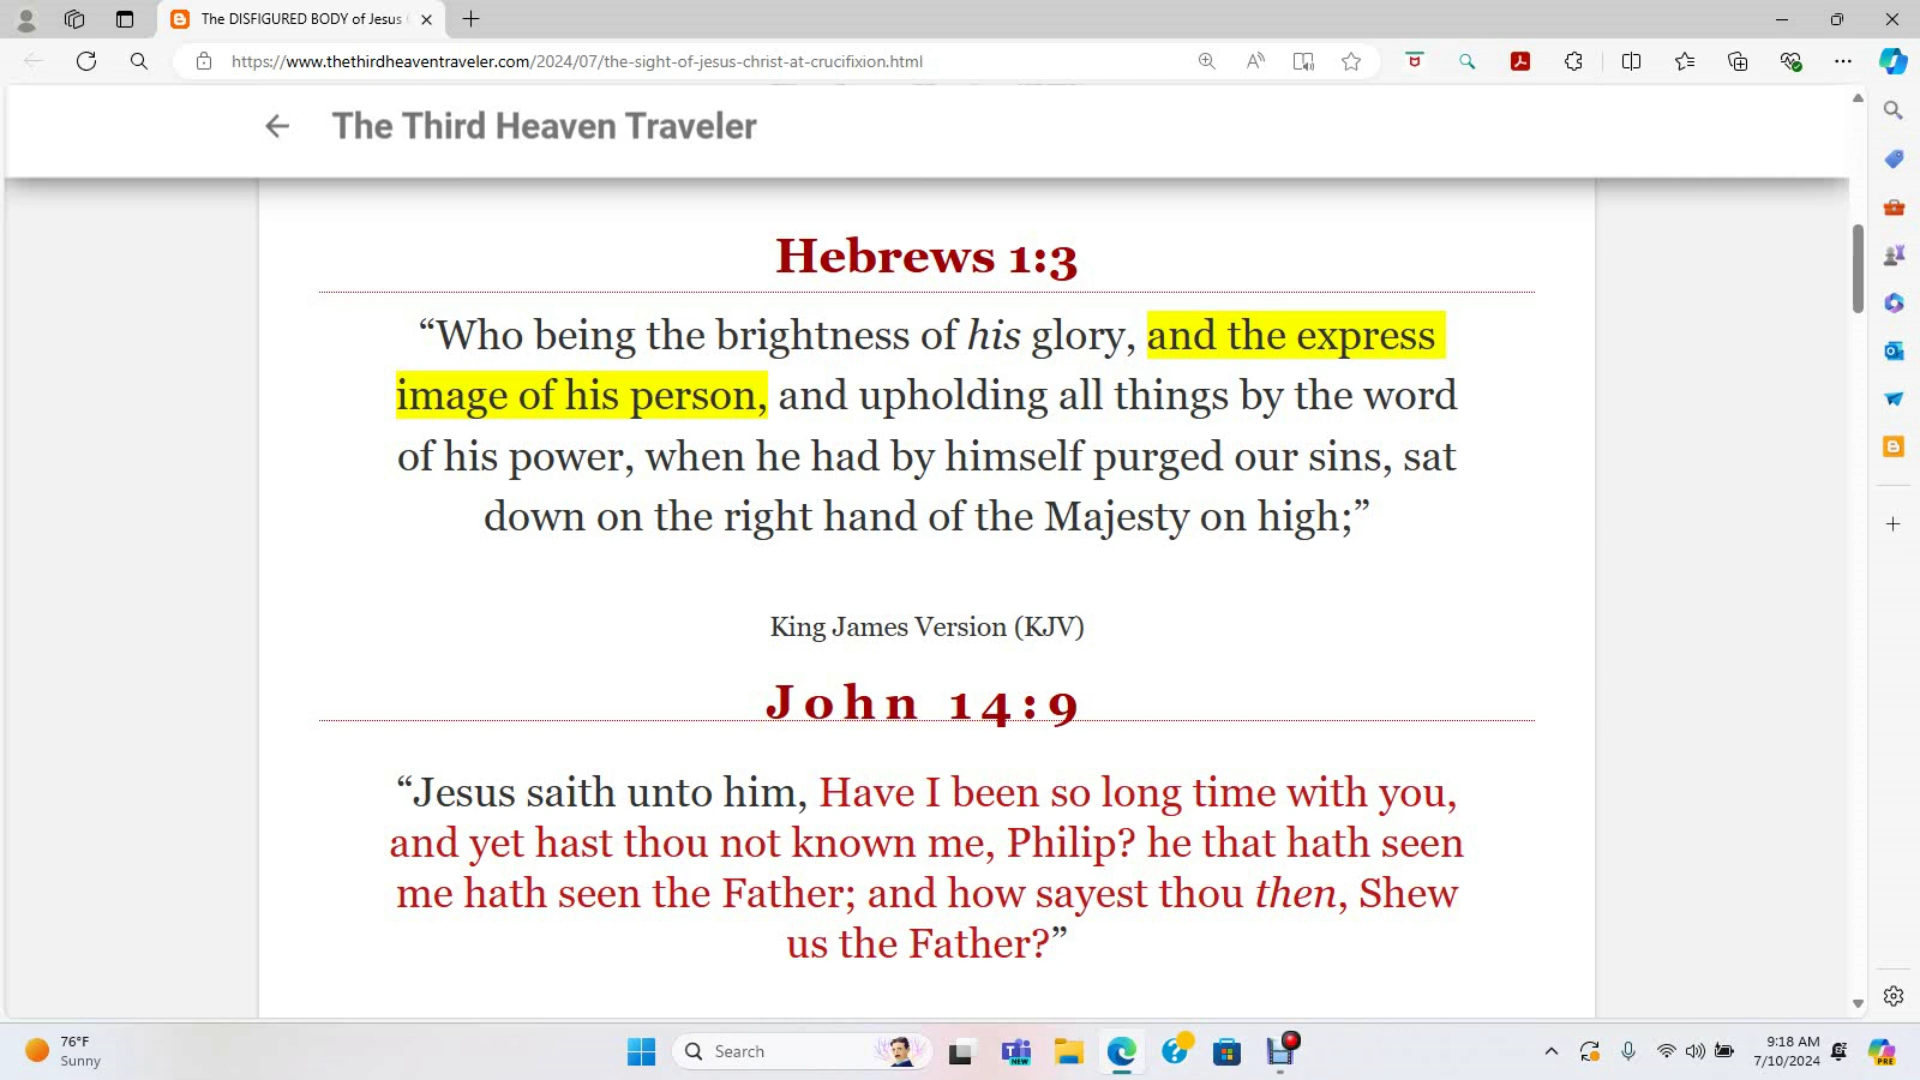 The DISFIGURED BODY of Jesus
https://www.thethirdheaventraveler.com/2024/07/the-sight-of-jesus-christ-at-crucifixion.html
The Third Heaven Traveler
Hebrews 1:3
“Who being the brightness of his glory, and the express
image of his person, and upholding all things by the word
of his power, when he had by himself purged our sins, sat
down on the right hand of the Majesty on high;”
King James Version (KJV)
John 14:9
“Jesus saith unto him, Have I been so long time with you,
and yet hast thou not known me, Philip? he that hath seen
me hath seen the Father; and how sayest thou then, Shew
us the Father?”
76°F
Sunny
Search
NEW
9:18 AM
7/10/2024
PRE